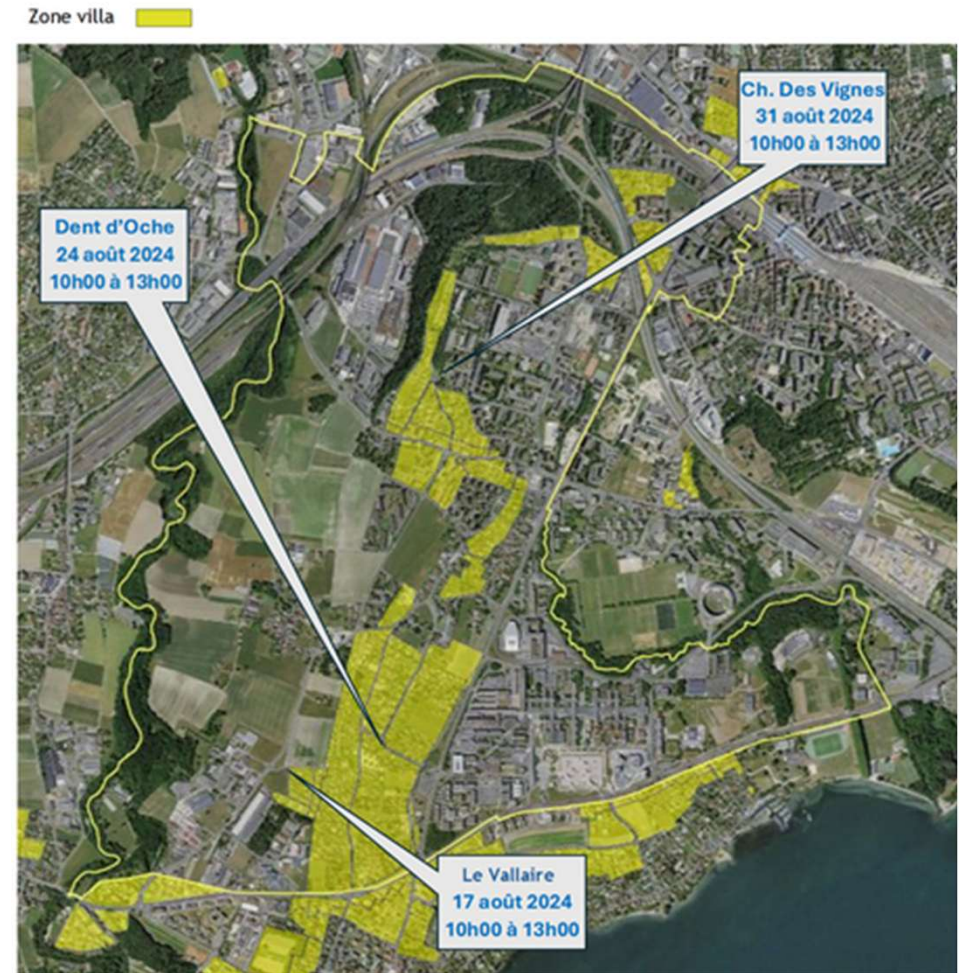 Zone villa
Ch. Des Vignes
31 août 2024
10h00 à 13h00
Dent d'Oche
24 août 2024
10h00 à 13h00
Le Vallaire
17 août 2024
10h00 à 13h00